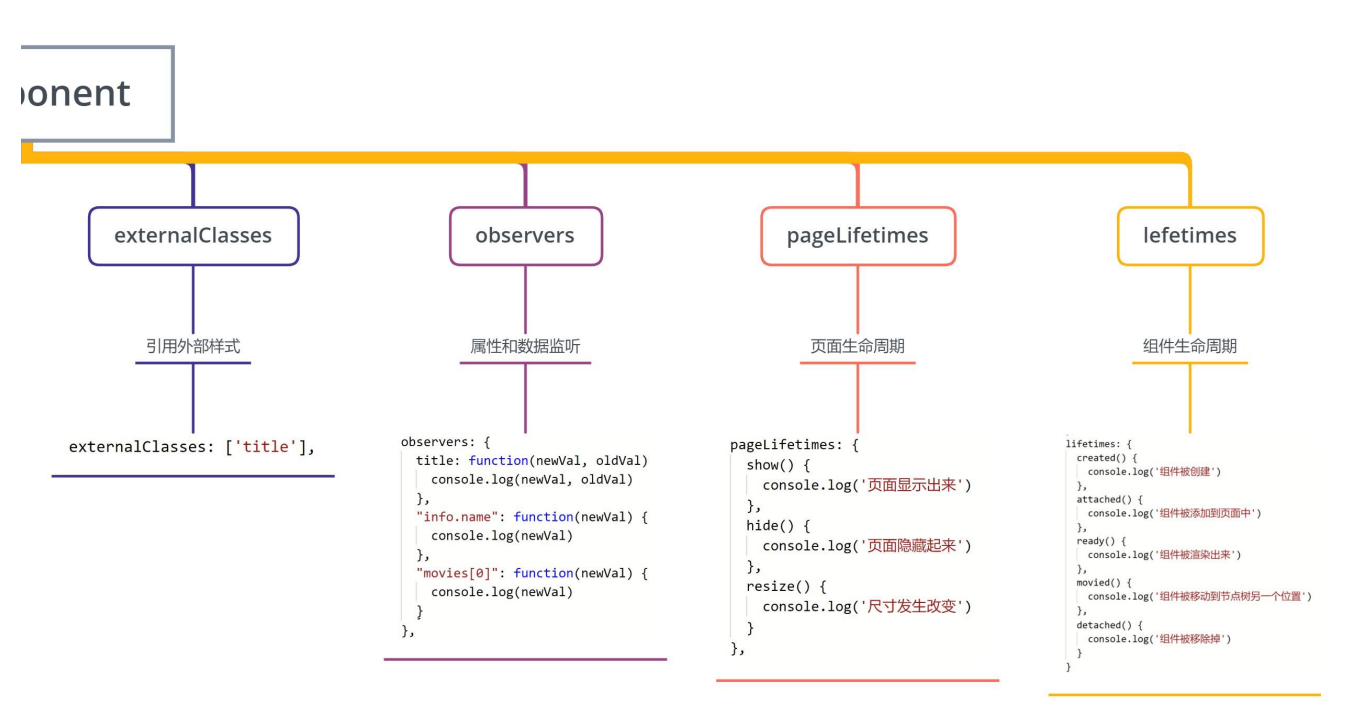 ponent
externalClasses
observers
pageLifetimes
lefetimes
引用外部样式
属性和数据监听
页面生命周期
组件生命周期
externalClasses: ['title'],
observers: {
title: function(newVal, oldVal)
console.log(newVal, oldVal)
},
"info.name": function(newVal) {
console.log(newVal)
},
"movies[0]": function(newVal) {
console.log(newVal)
}
},
pageLifetimes: {
show() {
console.log('页面显示出来')
},
hide() {
console.log('页面隐藏起来')
},
resize() {
console.log('尺寸发生改变')
}
},
lifetimes: {
created() {
console.log('组件被创建')
},
attached() {
console.log('组件被添加到页面中')
},
ready() {
console.log('组件被渲染出来')
},
movied() {
console.log('组件被移动到节点树另一个位置')
},
detached() {
console.log('组件被移除掉')
}
}